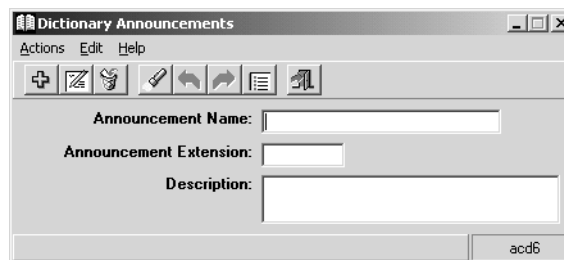 Dictionary Announcements
Actions Edit Help
Announcement Name:
Announcement Extension:
Description:
acd6